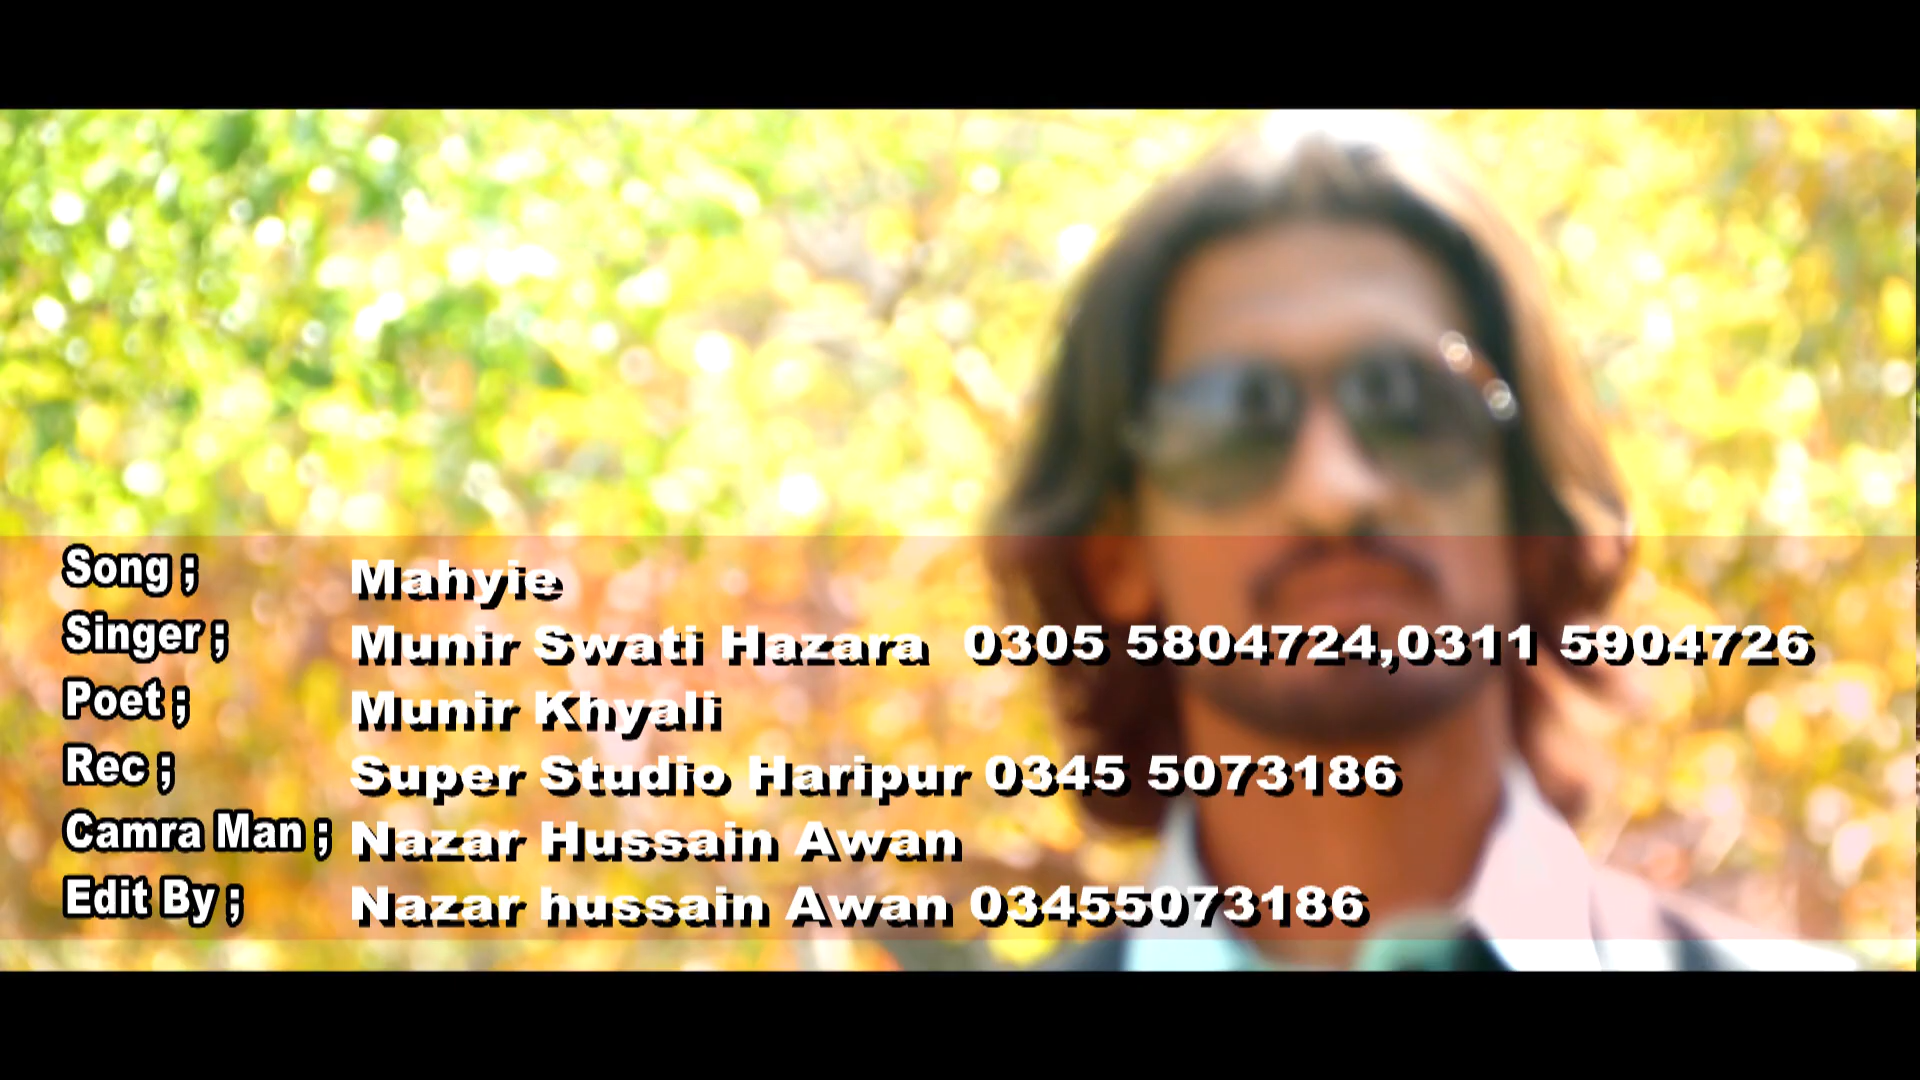 Song ; Mahyie
Singer ; Munir Swati Hazara 0305 5804724,0311 5904726
Poet ; Munir Khyali
Rec ; Super Studio Haripur 0345 5073186
Camra Man ; Nazar Hussain Awan
Edit By ; Nazar hussain Awan 03455073186